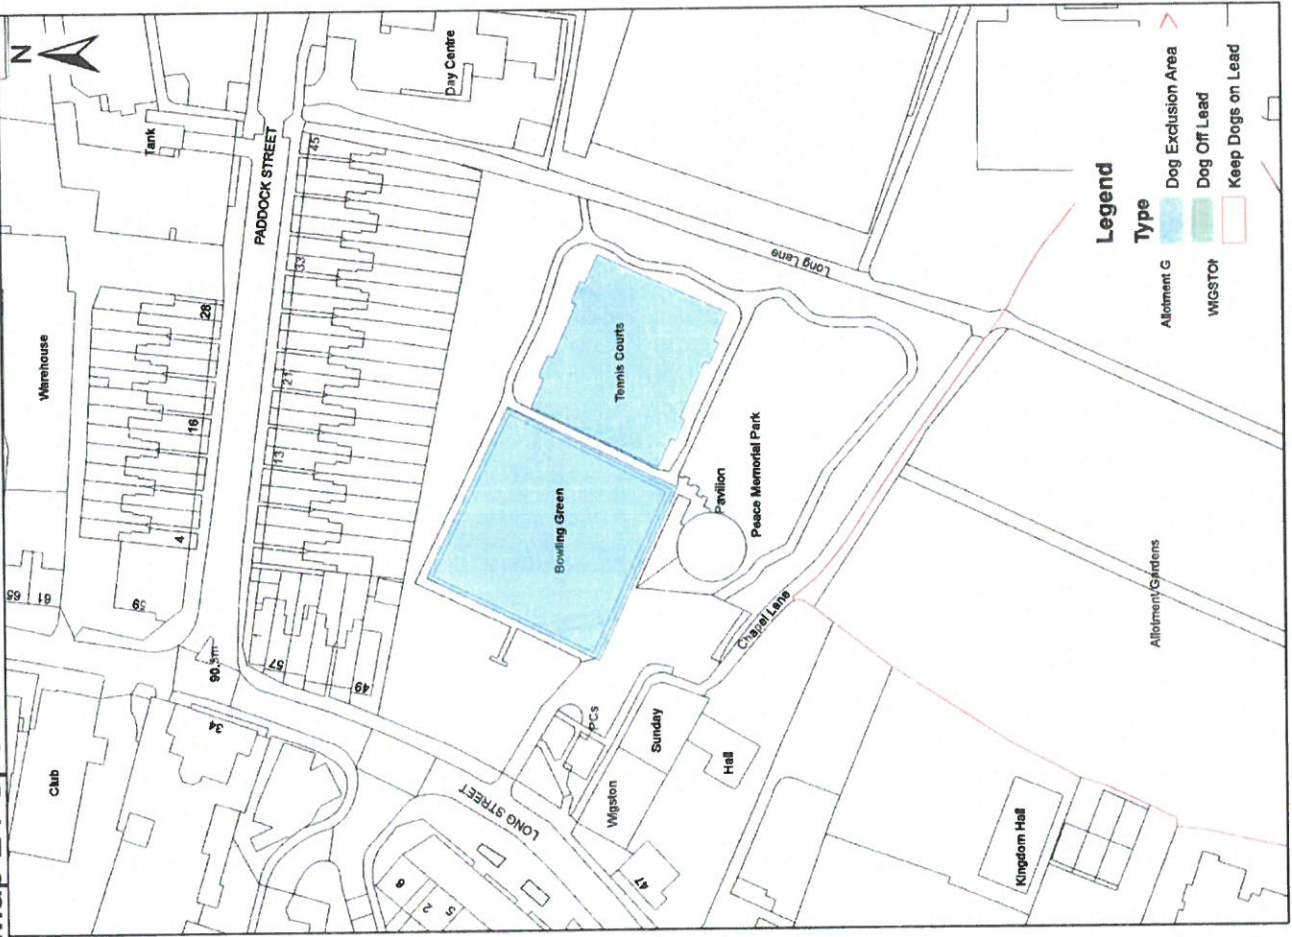 N
Day Centre
Tank
PADDOCK STREET
45
33
Warehouse
28
21
16
13
4
65
61
59
57
49
90.3m
34
Club
Long Lane
Tennis Courts
Bowling Green
Pavilion
Peace Memorial Park
Chapel Lane
PCs
Sunday
Hall
Wigston
LONG STREET
6
2
5
47
Kingdom Hall
Allotment Gardens
Legend
Type
Allotment G
Dog Exclusion Area
Dog Off Lead
WIGSTON
Keep Dogs on Lead